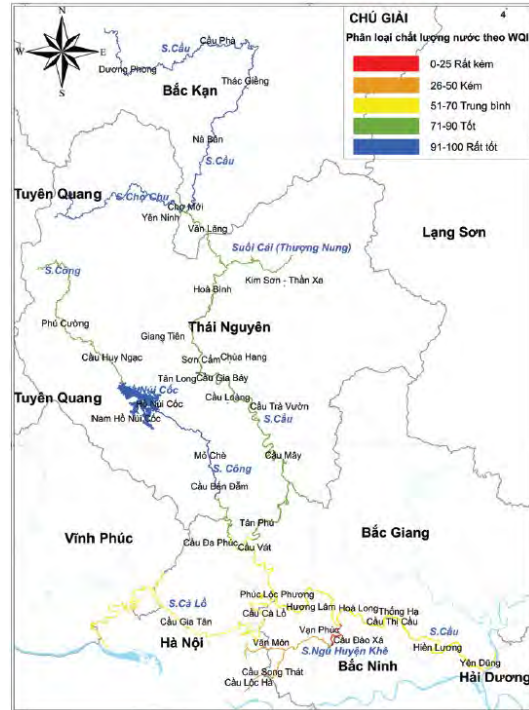 N
W
E
S
CHÚ GIẢI
4
Phân loại chất lượng nước theo WQI
0-25 Rất kém
26-50 Kém
51-70 Trung bình
71-90 Tốt
91-100 Rất tốt
S.Cầu
Cầu Phà
Dương Phong
Thác Giềng
Bắc Kạn
Nà Bản
S.Cầu
Tuyên Quang
S.Chợ Chu
Chợ Mới
Yên Ninh
Văn Lăng
Lạng Sơn
Suối Cái (Thượng Nung)
S.Công
Kim Sơn - Thần Xa
Hoà Bình
Phú Cường
Thái Nguyên
Giang Tiên
Cầu Huy Ngạc
Sơn Cẩm
Chùa Hang
Tân Long
Cầu Gia Bảy
Tuyên Quang
Núi Cốc
Hồ Núi Cốc
Cầu Loàng
Cầu Trà Vườn
Nam Hồ Núi Cốc
S.Cầu
Mỏ Chè
S. Công
Cầu Mây
Cầu Bến Đẫm
Tân Phú
Vĩnh Phúc
Bắc Giang
Cầu Đa Phúc
Cầu Vát
Phúc Lộc Phương
S.Cà Lồ
Cầu Cà Lồ
Hương Lâm
Hoà Long
Thống Hạ
Cầu Gia Tân
Vạn Phúc
Cầu Thị Cầu
Hà Nội
Văn Môn
Cầu Đào Xá
S.Cầu
S.Ngũ Huyện Khê
Hiền Lương
Bắc Ninh
Cầu Song Thát
Yên Dũng
Cầu Lộc Hà
Hải Dương